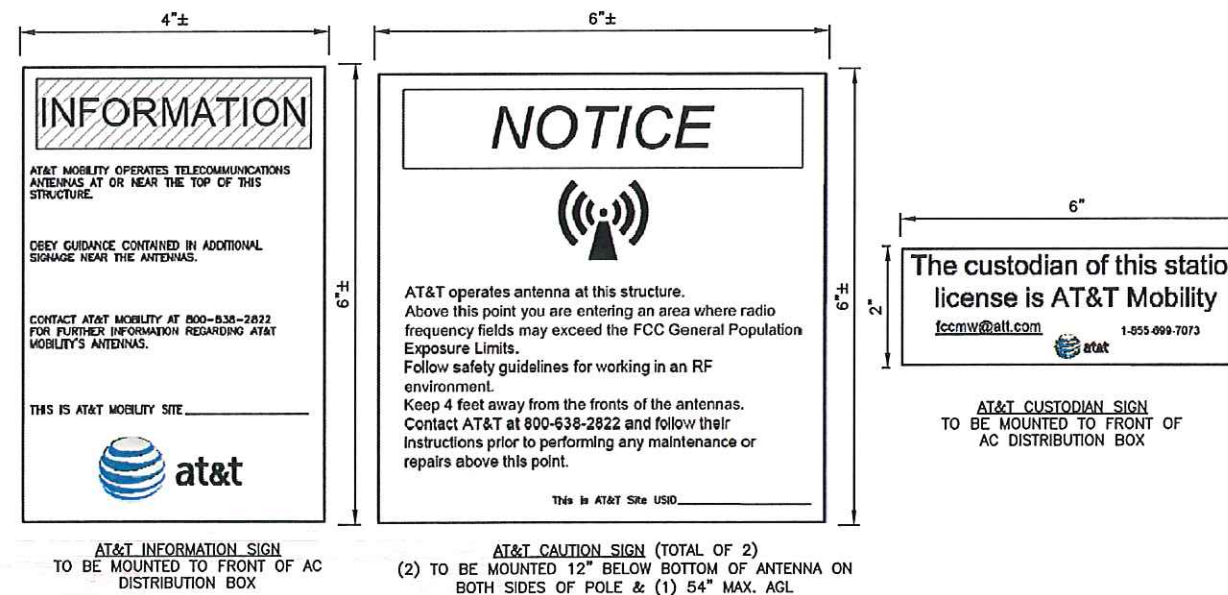 4"±
INFORMATION
AT&T MOBILITY OPERATES TELECOMMUNICATIONS
ANTENNAS AT OR NEAR THE TOP OF THIS
STRUCTURE.
OBEY GUIDANCE CONTAINED IN ADDITIONAL
SIGNAGE NEAR THE ANTENNAS.
CONTACT AT&T MOBILITY AT 800-638-2822
FOR FURTHER INFORMATION REGARDING AT&T
MOBILITY'S ANTENNAS.
THIS IS AT&T MOBILITY SITE
at&t
6"±
AT&T INFORMATION SIGN
TO BE MOUNTED TO FRONT OF AC
DISTRIBUTION BOX
6"±
NOTICE
AT&T operates antenna at this structure.
Above this point you are entering an area where radio
frequency fields may exceed the FCC General Population
Exposure Limits.
Follow safety guidelines for working in an RF
environment.
Keep 4 feet away from the fronts of the antennas.
Contact AT&T at 800-638-2822 and follow their
instructions prior to performing any maintenance or
repairs above this point.
This is AT&T Site USID
6"±
AT&T CAUTION SIGN (TOTAL OF 2)
(2) TO BE MOUNTED 12" BELOW BOTTOM OF ANTENNA ON
BOTH SIDES OF POLE & (1) 54" MAX. AGL
6"
2"
The custodian of this statio
license is AT&T Mobility
fccmw@att.com 1-855-699-7073
at&t
AT&T CUSTODIAN SIGN
TO BE MOUNTED TO FRONT OF
AC DISTRIBUTION BOX